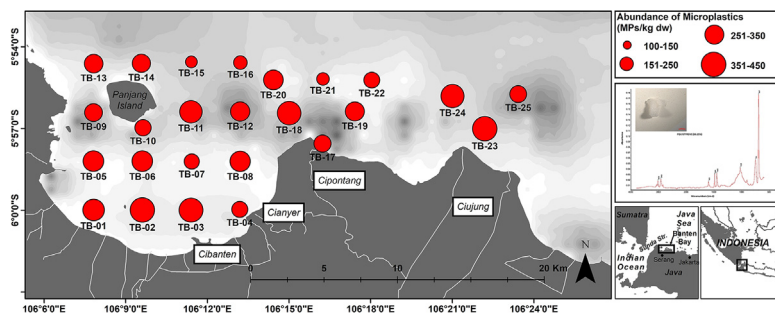 5°54'0"S
5°57'0"S
6°0'0"S
TB-13
TB-14
TB-15
TB-16
TB-20
TB-21
TB-22
TB-25
Panjang
Island
TB-09
TB-10
TB-11
TB-12
TB-18
TB-19
TB-24
TB-23
TB-17
TB-05
TB-06
TB-07
TB-08
TB-01
TB-02
TB-03
TB-04
Cipontang
Cianyer
Ciujung
Cibanten
N
0 5 10 20 Km
106°6'0"E
106°9'0"E
106°12'0"E
106°15'0"E
106°18'0"E
106°21'0"E
106°24'0"E
Abundance of Microplastics
(MPs/kg dw)
100-150
151-250
251-350
351-450
Sumatra
Java
Sea
Banten
Bay
Sunda Str.
Indian
Ocean
Serang
Jakarta
Java
INDONESIA